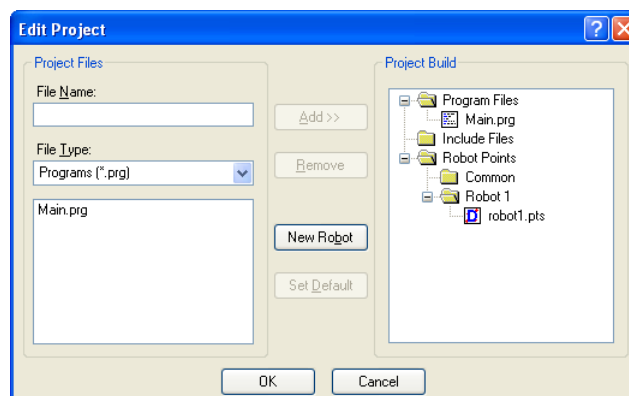 Edit Project
Project Files
File Name:
File Type:
Programs (*.prg)
Main.prg
Add >>
Remove
New Robot
Set Default
Project Build
Program Files
Main.prg
Include Files
Robot Points
Common
Robot 1
robot1.pts
OK
Cancel